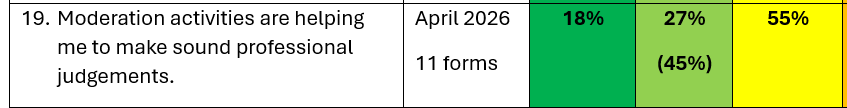 19. Moderation activities are helping
me to make sound professional
judgements.
April 2026
11 forms
18%
27%
(45%)
55%